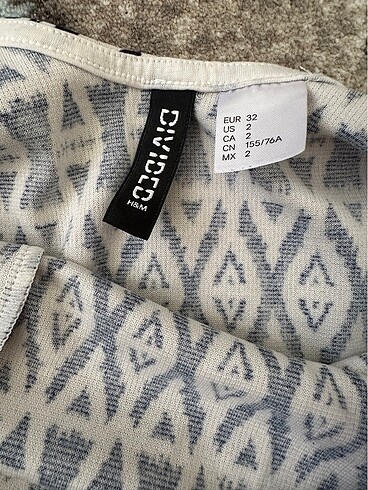 DIVIDED
H&M
EUR 32
US 2
CA 2
CN 155/76A
MX 2